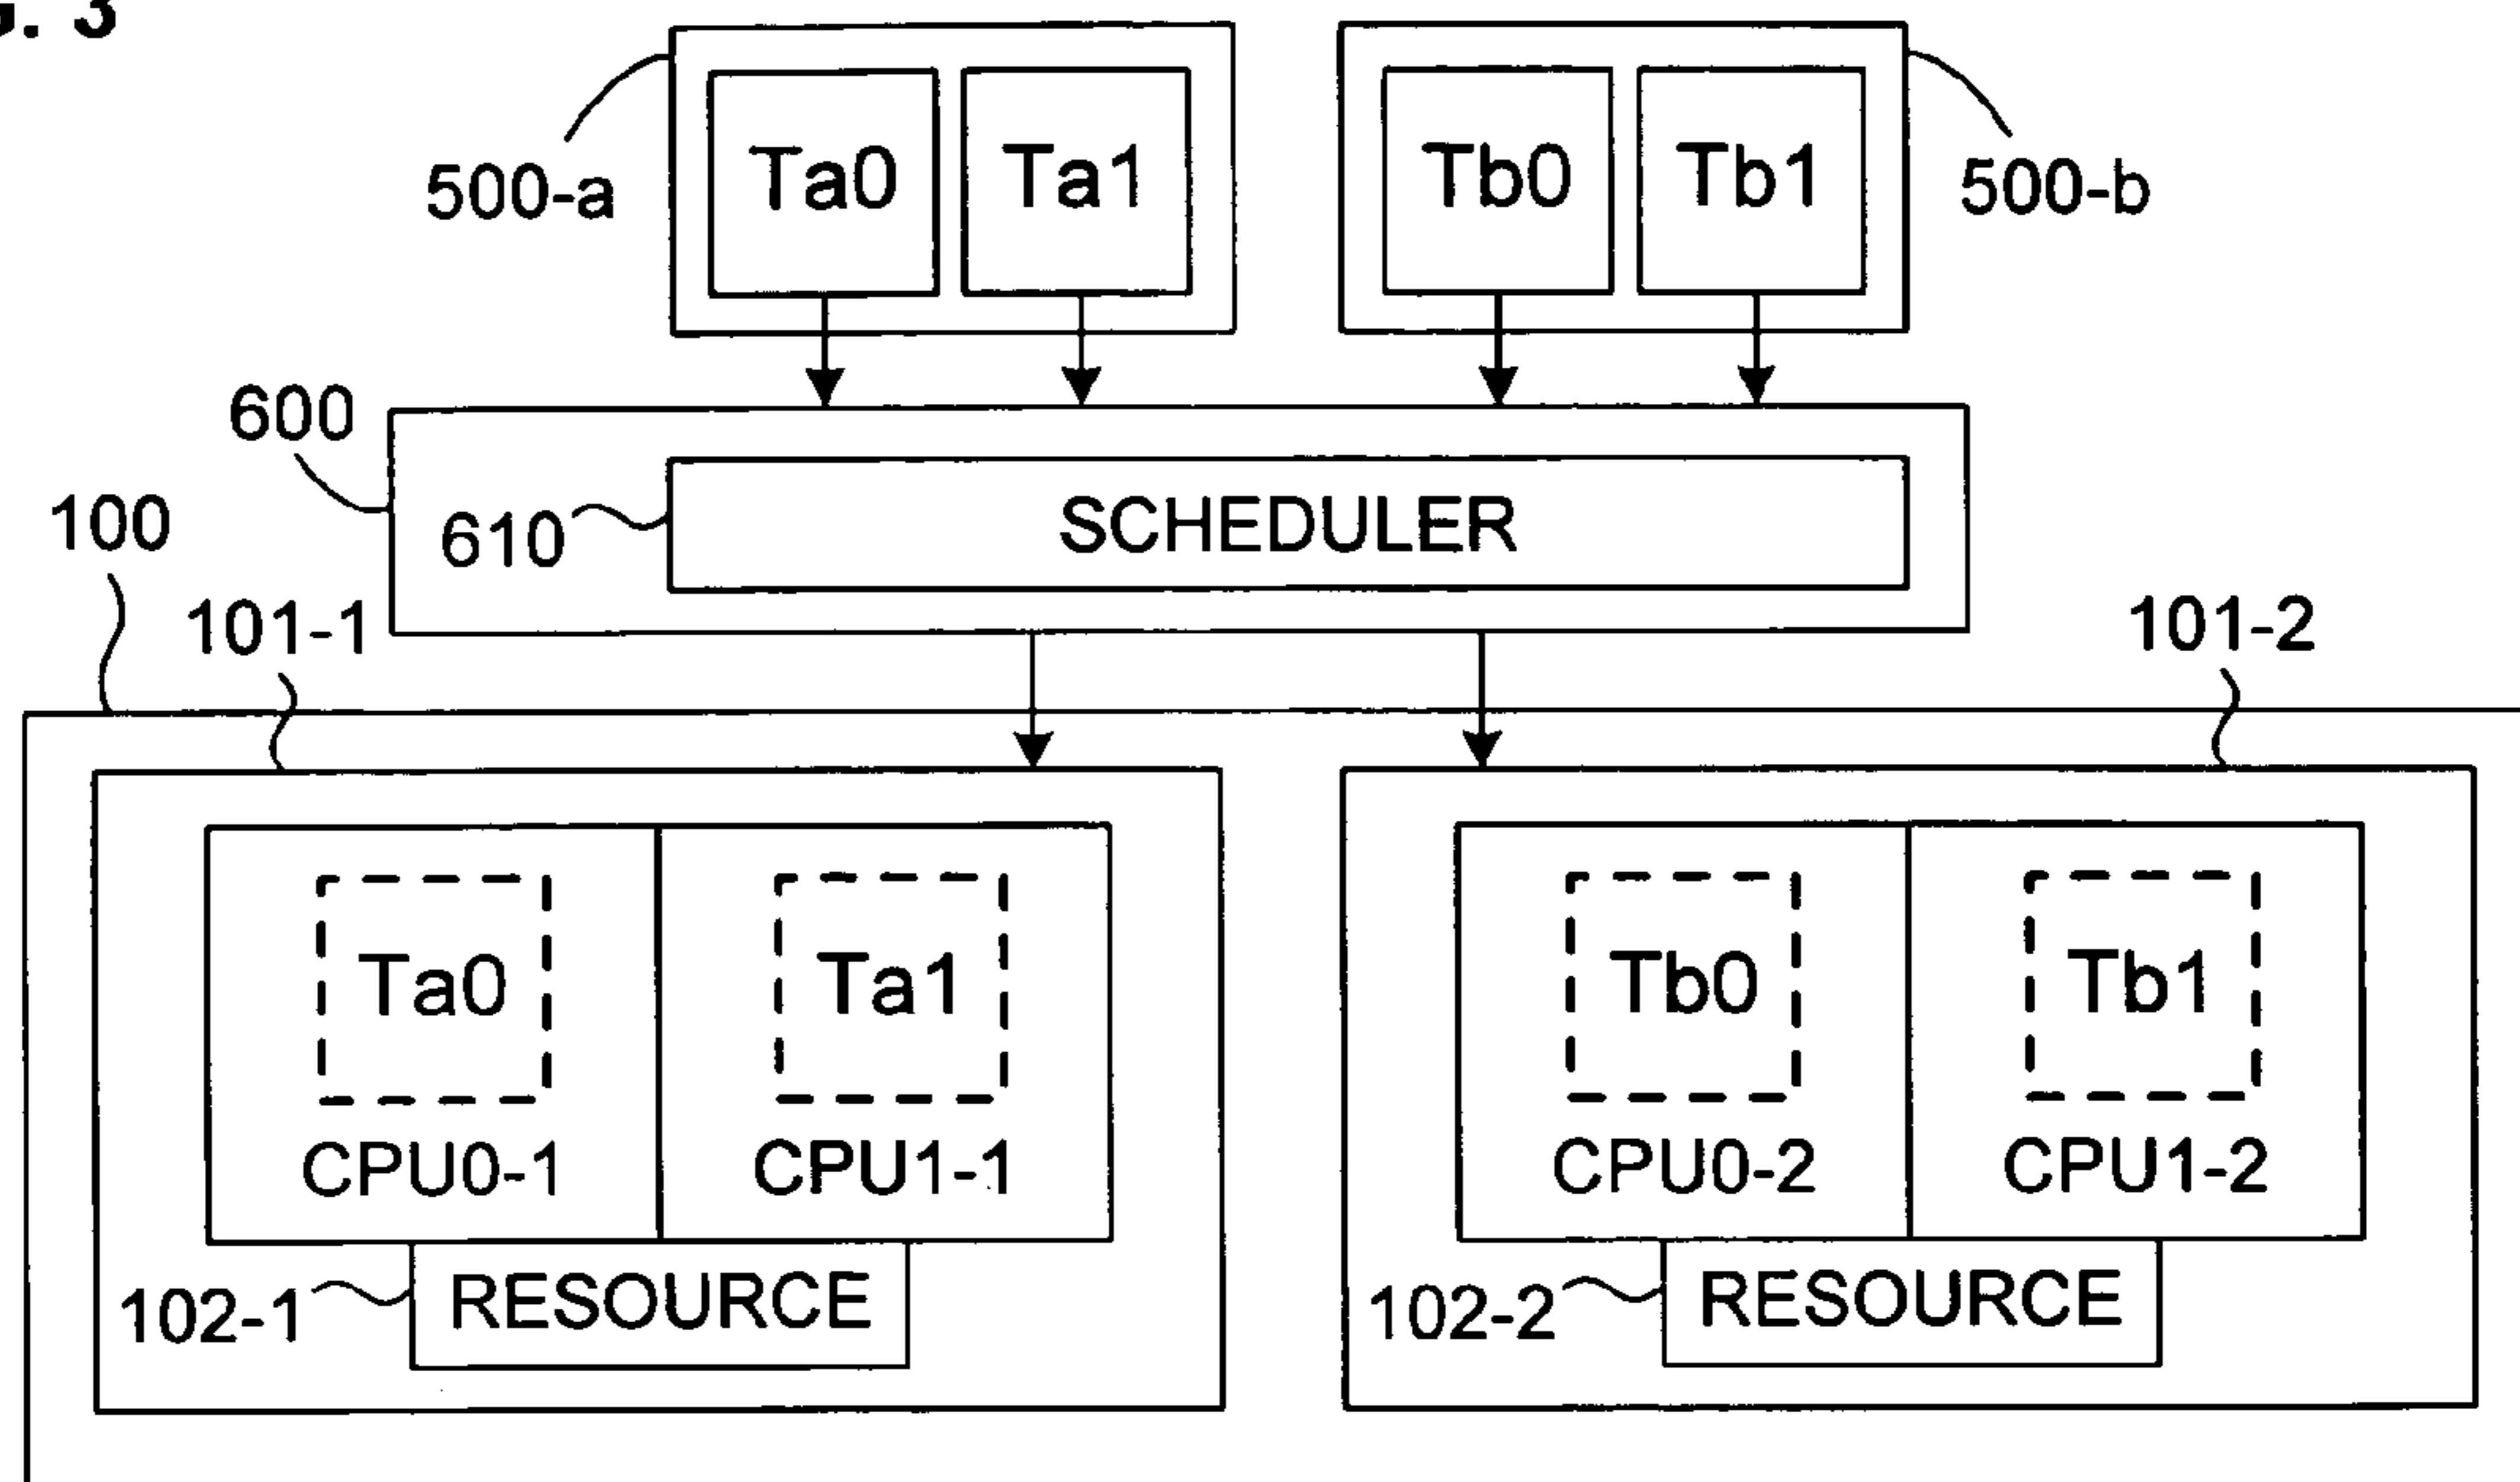 . 3
Ta0 Ta1 Tb0 Tb1
500-a 500-b
600
100 610 SCHEDULER
101-1 101-2
Ta0 Ta1 Tb0 Tb1
CPU0-1 CPU1-1 CPU0-2 CPU1-2
102-1 RESOURCE 102-2 RESOURCE